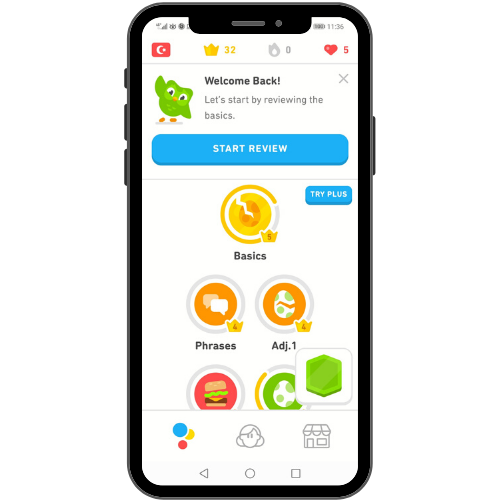 11:36
32
0
5
Welcome Back!
Let's start by reviewing the
basics.
START REVIEW
TRY PLUS
5
Basics
4
4
Phrases
Adj.1